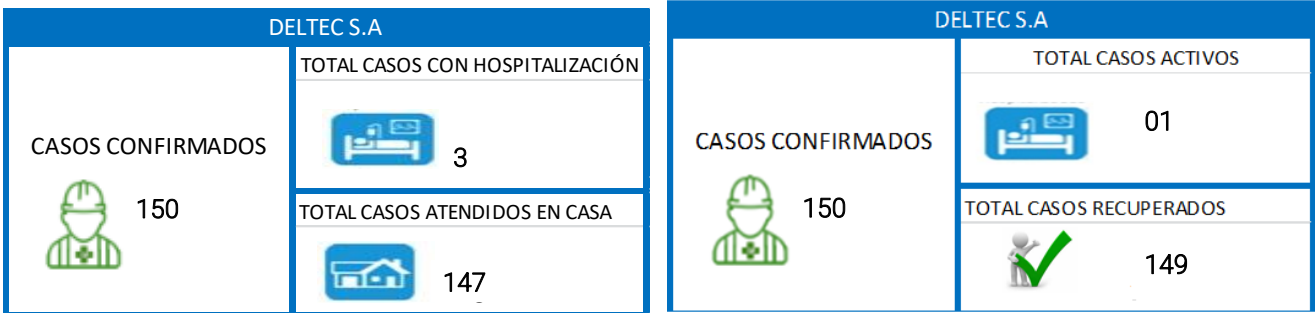 DELTEC S.A
TOTAL CASOS CON HOSPITALIZACIÓN
CASOS CONFIRMADOS
3
150
TOTAL CASOS ATENDIDOS EN CASA
147
DELTEC S.A
TOTAL CASOS ACTIVOS
01
CASOS CONFIRMADOS
150
TOTAL CASOS RECUPERADOS
149